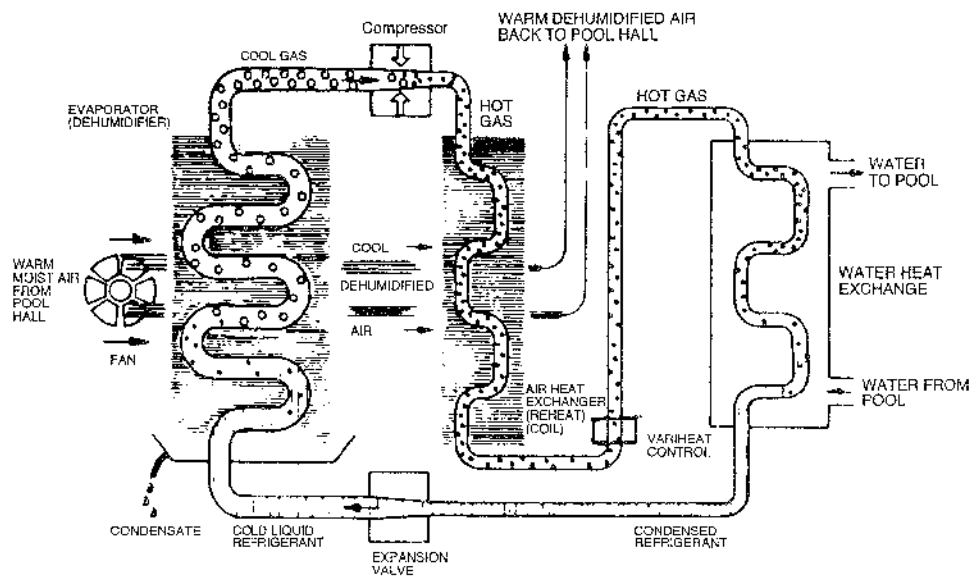 WARM DEHUMIDIFIED AIR
BACK TO POOL HALL
Compressor
COOL GAS
EVAPORATOR
(DEHUMIDIFIER)
HOT
GAS
HOT GAS
WATER
TO POOL
WARM
MOIST AIR
FROM
POOL
HALL
COOL
DEHUMIDIFIED
AIR
WATER HEAT
EXCHANGE
FAN
AIR HEAT
EXCHANGER
(REHEAT)
(COIL)
WATER FROM
POOL
VARIHEAT
CONTROL
CONDENSATE
COLD LIQUID
REFRIGERANT
EXPANSION
VALVE
CONDENSED
REFRIGERANT